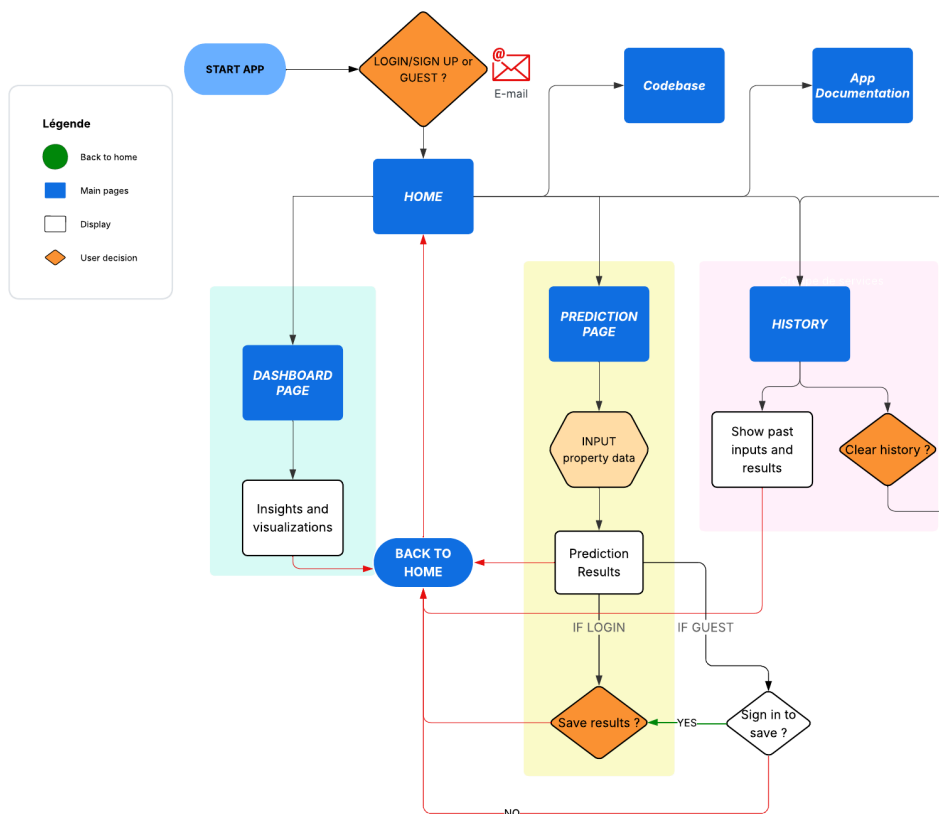 START APP
LOGIN/SIGN UP or
GUEST ?
@
E-mail
Codebase
App
Documentation
Légende
Back to home
Main pages
Display
User decision
HOME
DASHBOARD
PAGE
Insights and
visualizations
PREDICTION
PAGE
INPUT
property data
Prediction
Results
HISTORY
Show past
inputs and
results
Clear history ?
BACK TO
HOME
IF LOGIN
IF GUEST
Save results ?
YES
Sign in to
save ?
NO